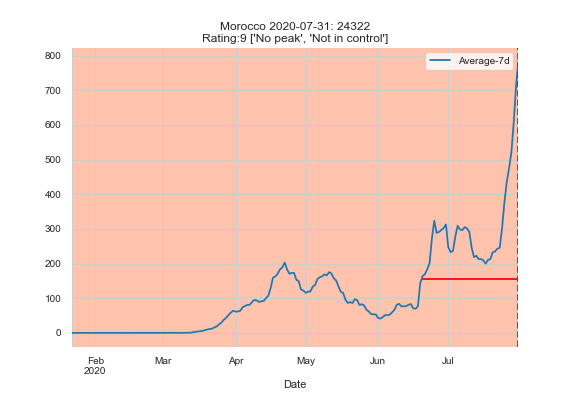 Morocco 2020-07-31: 24322
Rating:9 ['No peak', 'Not in control']
Average-7d
800
700
600
500
400
300
200
100
0
Feb
2020
Mar
Apr
May
Jun
Jul
Date